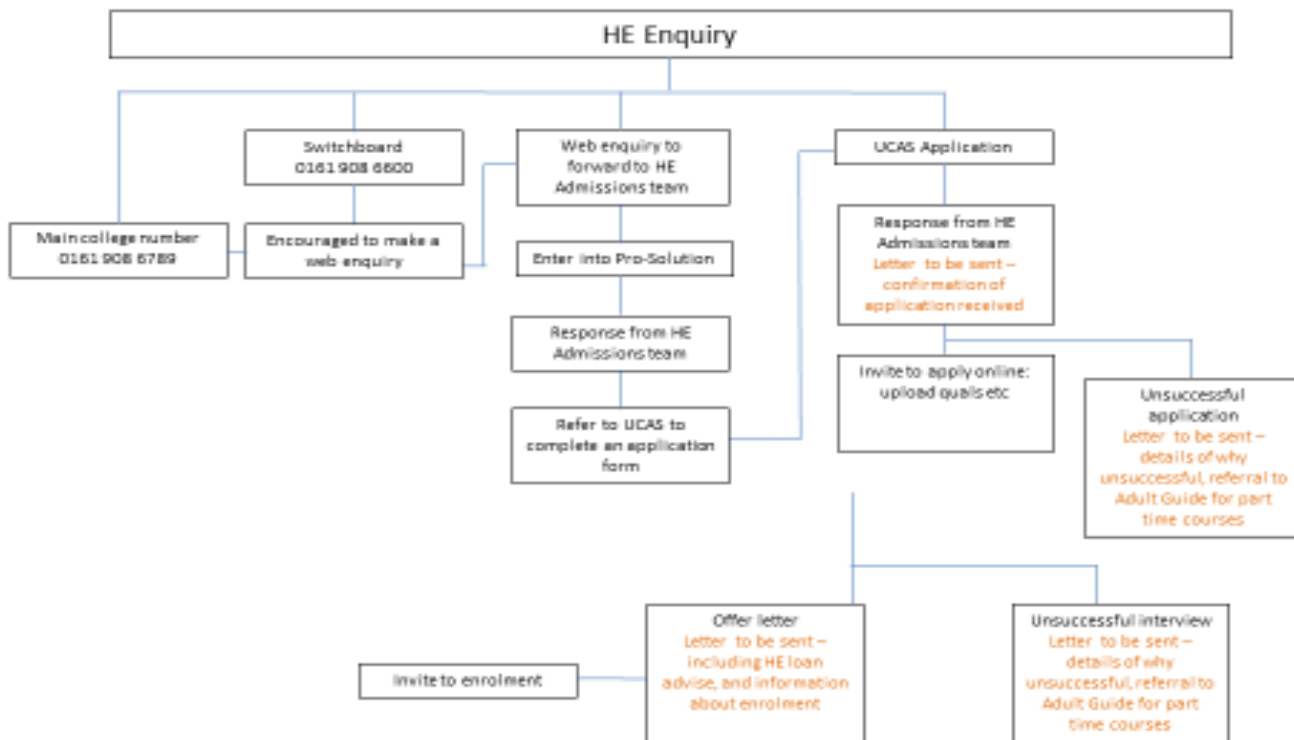 HE Enquiry
Switchboard
0161 908 6600
Web enquiry to
forward to HE
Admissions team
UCAS Application
Main college number
0161 908 6789
Encouraged to make a
web enquiry
Enter into Pro-Solution
Response from HE
Admissions team
Letter to be sent –
confirmation of
application received
Response from HE
Admissions team
Invite to apply online:
upload quals etc
Unsuccessful
application
Letter to be sent –
details of why
unsuccessful, referral to
Adult Guide for part
time courses
Refer to UCAS to
complete an application
form
Offer letter
Letter to be sent –
including HE loan
advise, and information
about enrolment
Unsuccessful interview
Letter to be sent –
details of why
unsuccessful, referral to
Adult Guide for part
time courses
Invite to enrolment